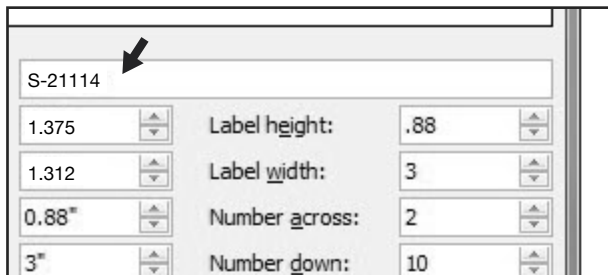 S-21114
1.375 Label height: .88
1.312 Label width: 3
0.88" Number across: 2
3" Number down: 10